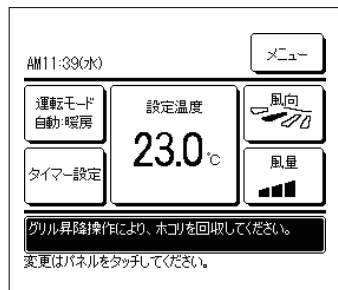 AM11:39(水)
メニュー
運転モード
自動:暖房
設定温度
23.0℃
風向
タイマー設定
風量
グリル昇降操作により、ホコリを回収してください。
変更はパネルをタッチしてください。